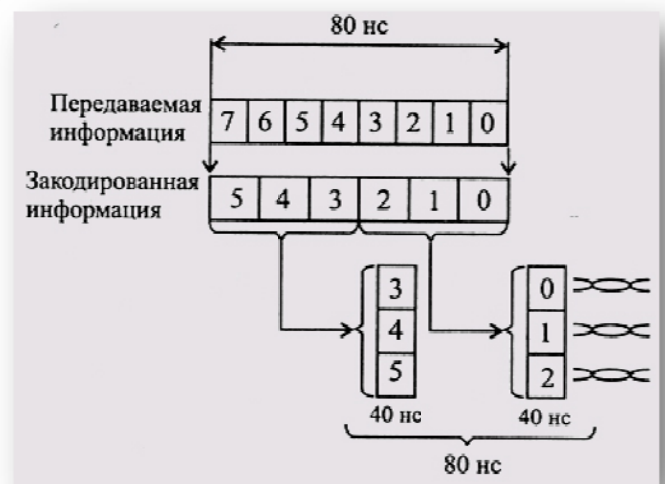 80 нс
Передаваемая
информация
7 6 5 4 3 2 1 0
Закодированная
информация
5 4 3 2 1 0
3 0
4 1
5 2
40 нс 40 нс
80 нс